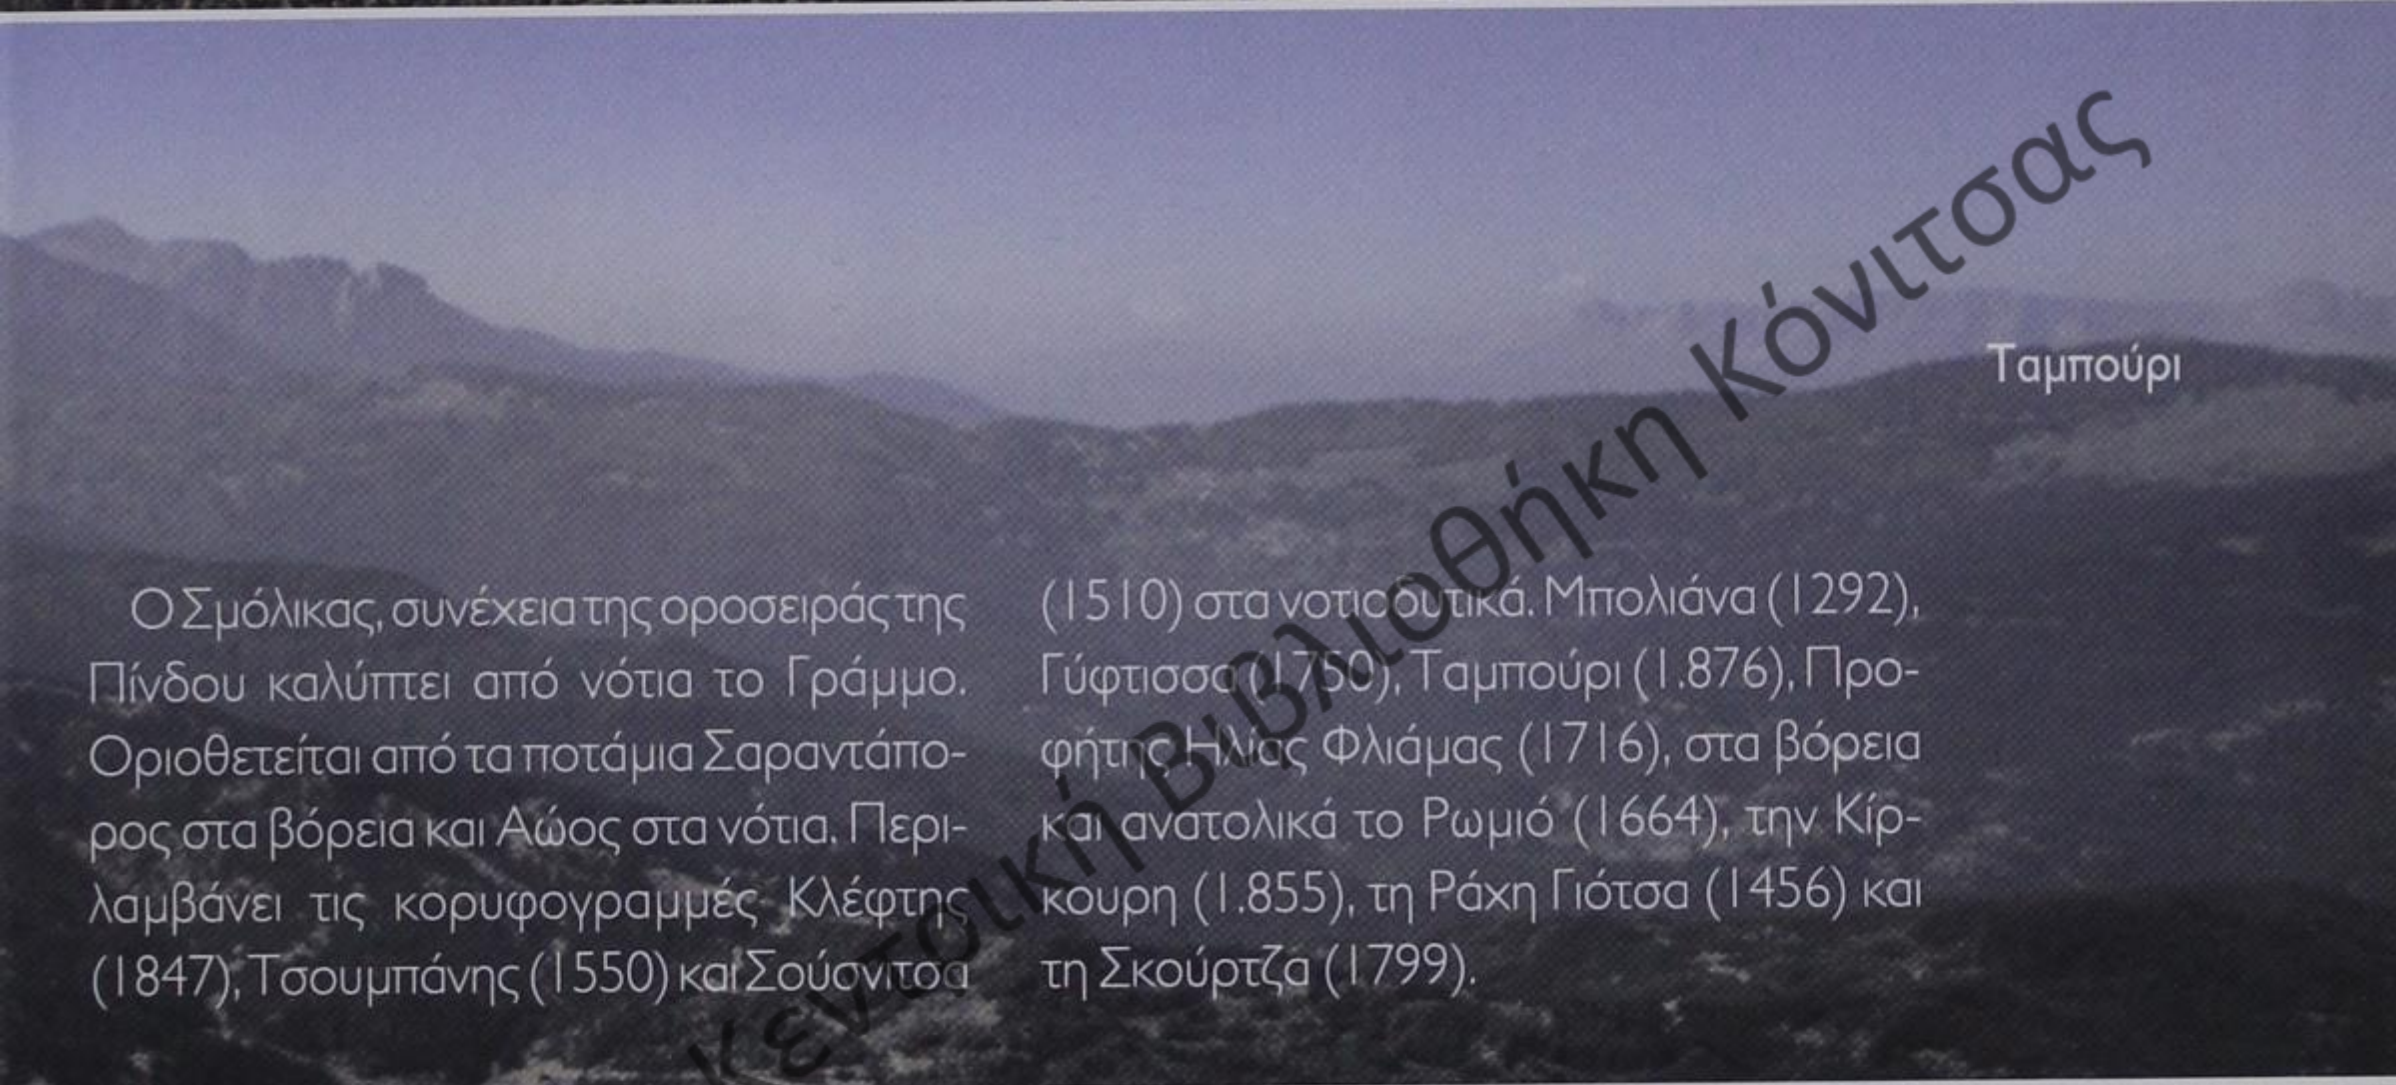 Ταμπούρι
Ο Σμόλικας, συνέχεια της οροσειράς της
Πίνδου καλύπτει από νότια το Γράμμο.
Οριοθετείται από τα ποτάμια Σαραντάπο-
ρος στα βόρεια και Αώος στα νότια. Περι-
λαμβάνει τις κορυφογραμμές Κλέφτης
(1847), Τσουμπάνης (1550) και Σούσνιτσα
(1510) στα νοτιοδυτικά. Μπολιάνα (1292),
Γύφτισσα (1750), Ταμπούρι (1.876), Προ-
φήτης Ηλίας Φλιάμας (1716), στα βόρεια
και ανατολικά το Ρωμιό (1664), την Κίρ-
κουρη (1.855), τη Ράχη Γιότσα (1456) και
τη Σκούρτζα (1799).
κεντρική Βιβλιοθήκη Κόνιτσας